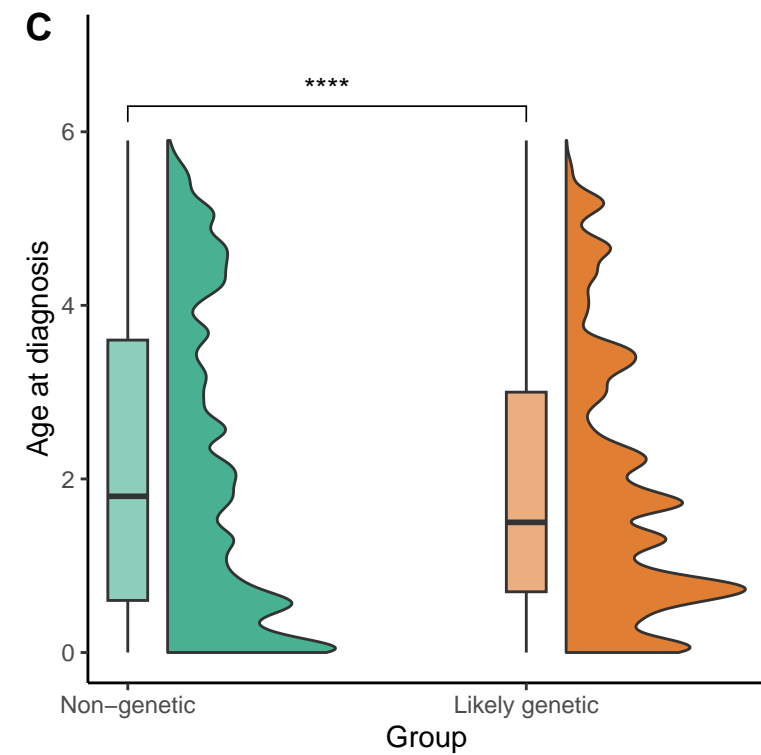 C
****
6
4
2
0
Age at diagnosis
Non−genetic
Likely genetic
Group